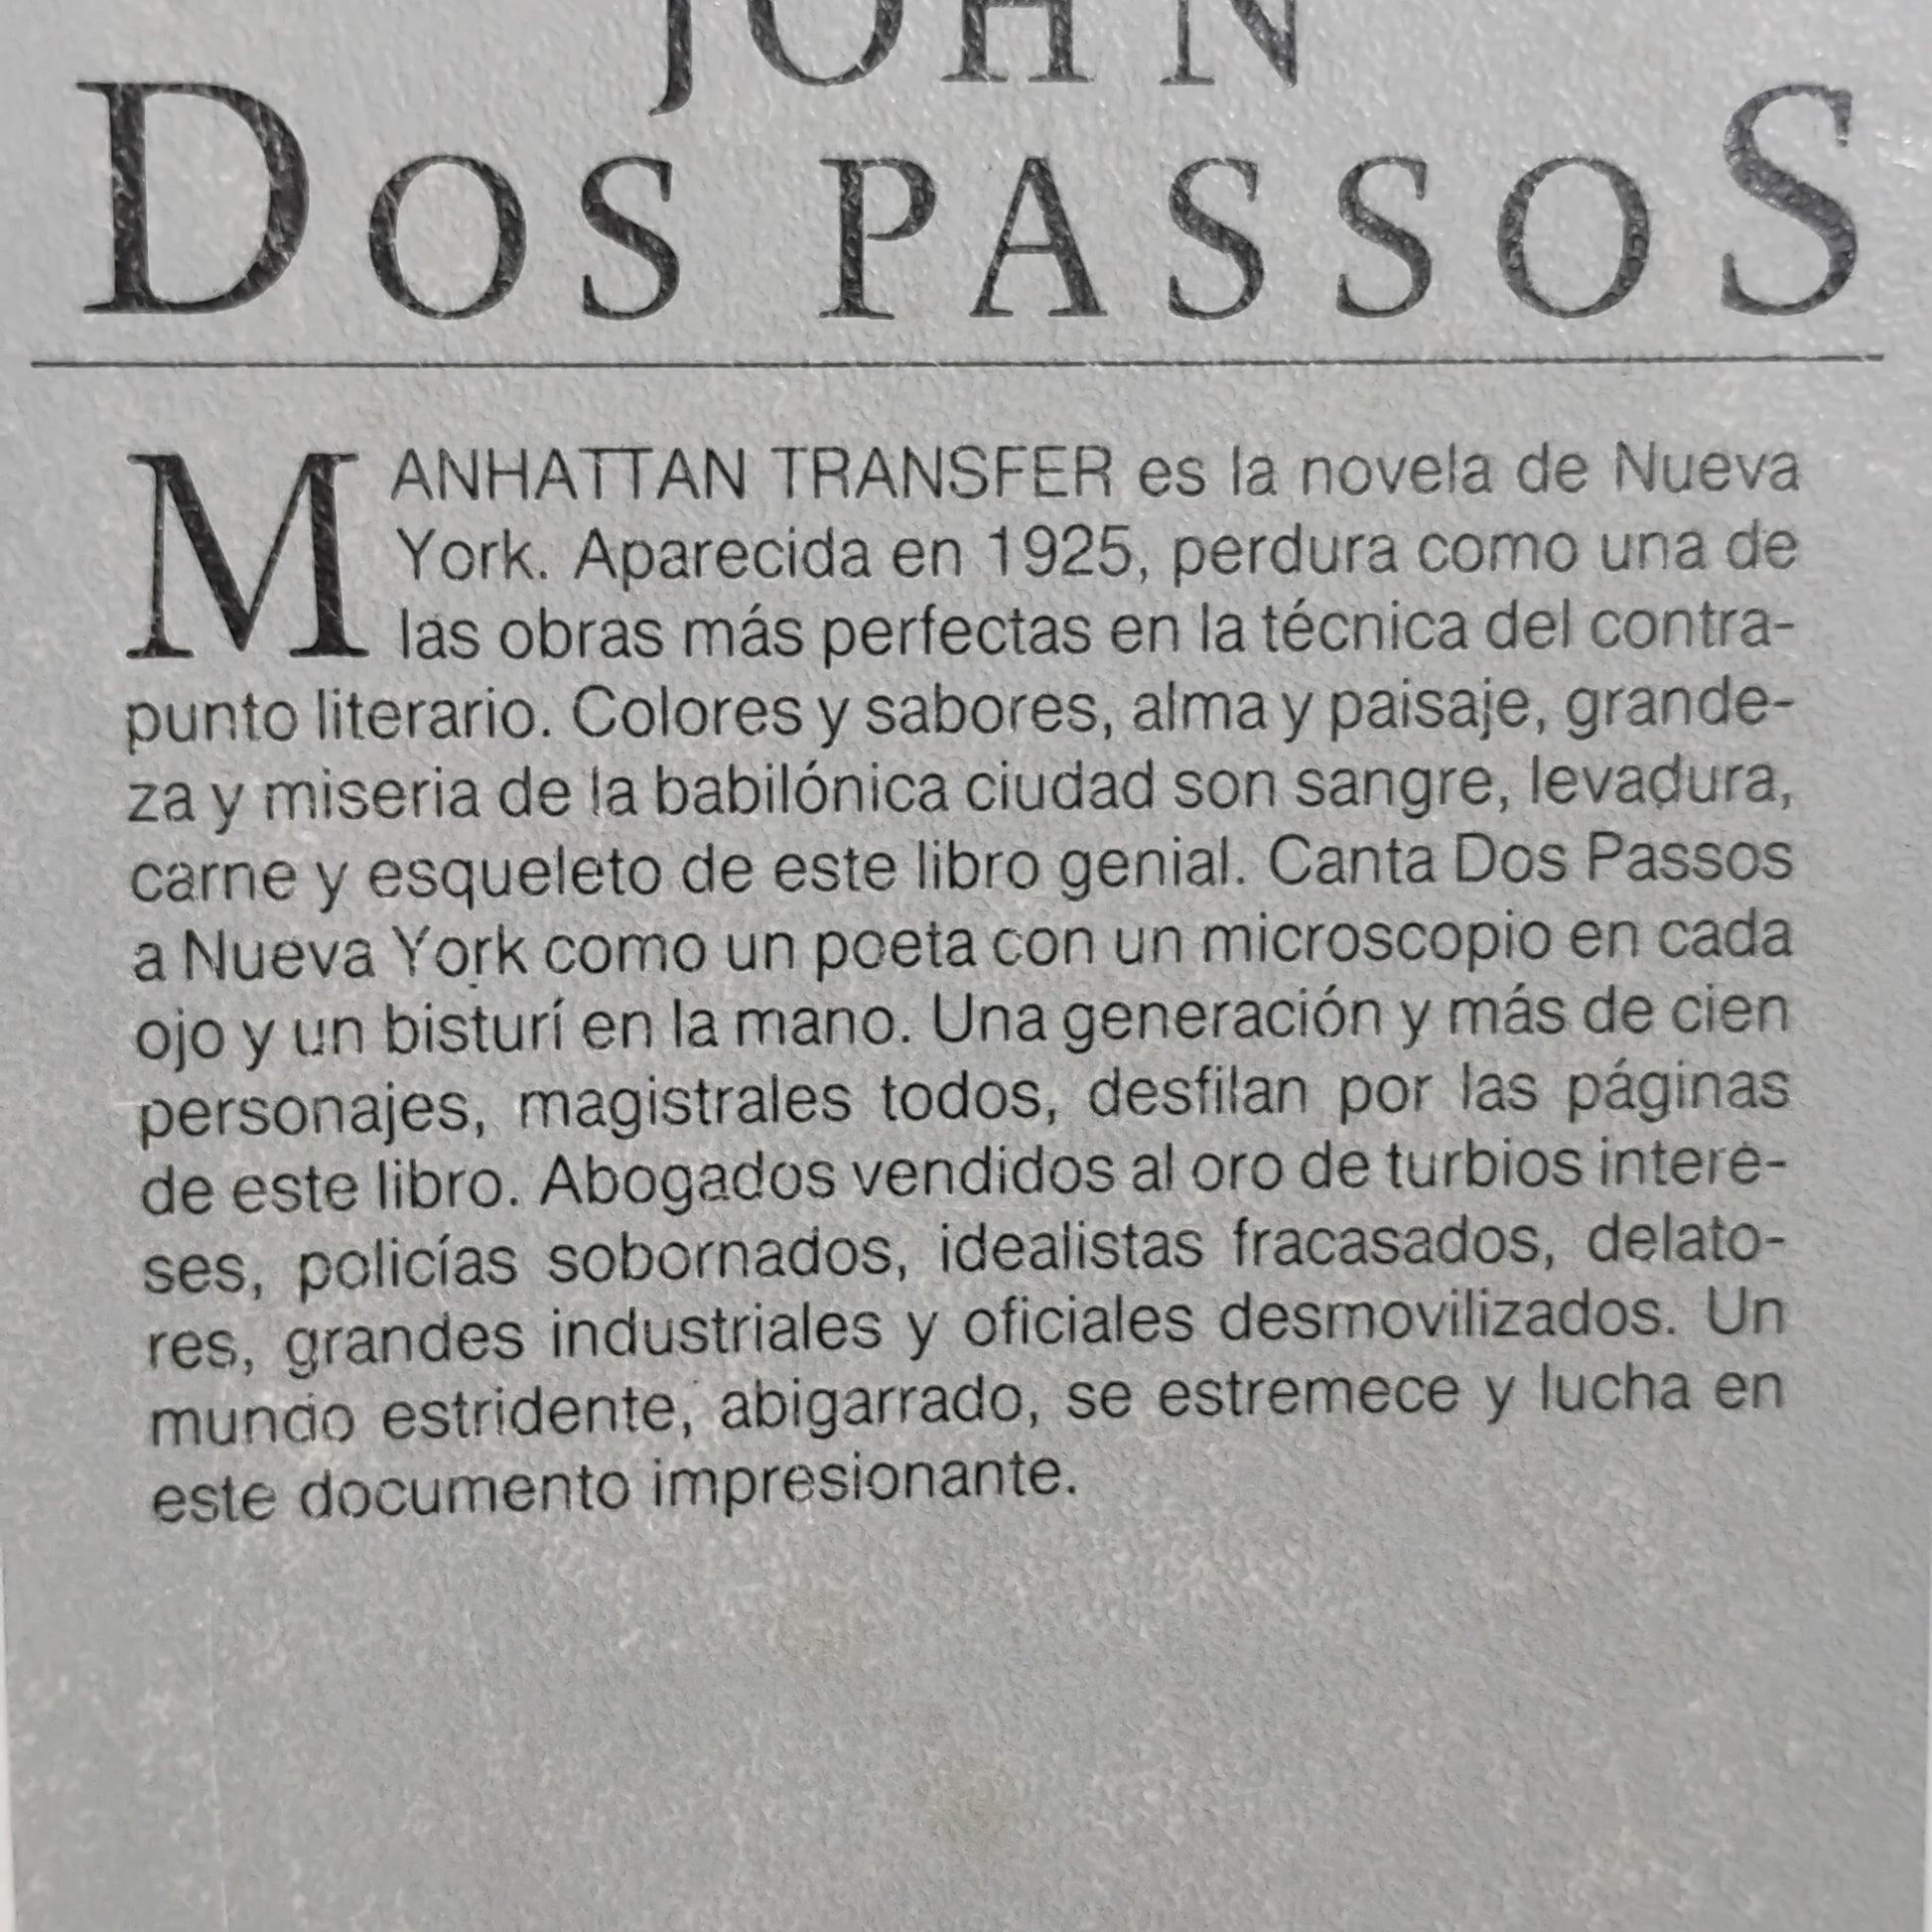 JOHN
DOS PASSOS
MANHATTAN TRANSFER es la novela de Nueva
York. Aparecida en 1925, perdura como una de
las obras más perfectas en la técnica del contra-
punto literario. Colores y sabores, alma y paisaje, grande-
za y miseria de la babilónica ciudad son sangre, levadura,
carne y esqueleto de este libro genial. Canta Dos Passos
a Nueva York como un poeta con un microscopio en cada
ojo y un bisturí en la mano. Una generación y más de cien
personajes, magistrales todos, desfilan por las páginas
de este libro. Abogados vendidos al oro de turbios intere-
ses, policías sobornados, idealistas fracasados, delato-
res, grandes industriales y oficiales desmovilizados. Un
mundo estridente, abigarrado, se estremece y lucha en
este documento impresionante.